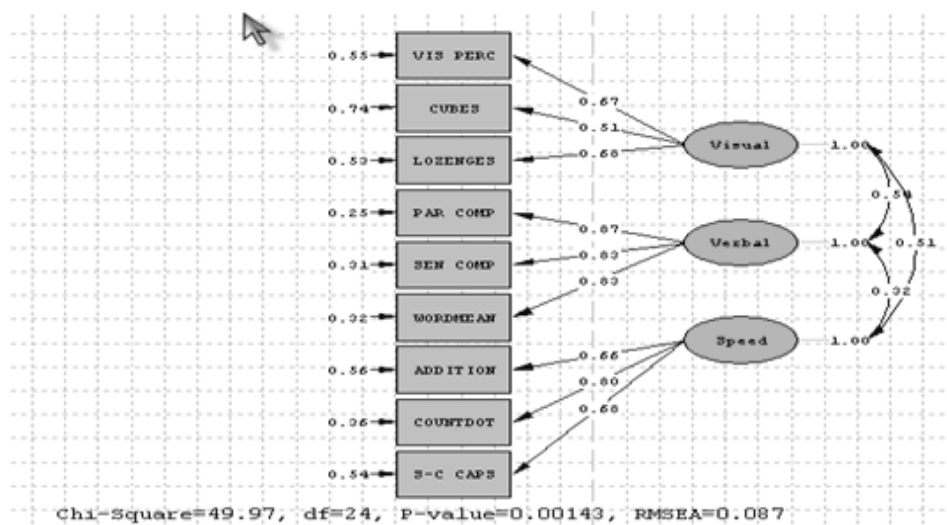 0.55 VIS PERC
0.67
0.74 CUBES
0.51
Visual 1.00
0.53 LOZENGES 0.68
0.54
0.25 PAR COMP
0.87
Verbal 1.00 0.51
0.31 SEN COMP 0.83
0.83
0.32
0.32 WORDMEAN
Speed 1.00
0.66
0.56 ADDITION
0.80
0.68
0.36 COUNTDOT
0.54 S-C CAPS
Chi-Square=49.97, df=24, P-value=0.00143, RMSEA=0.087